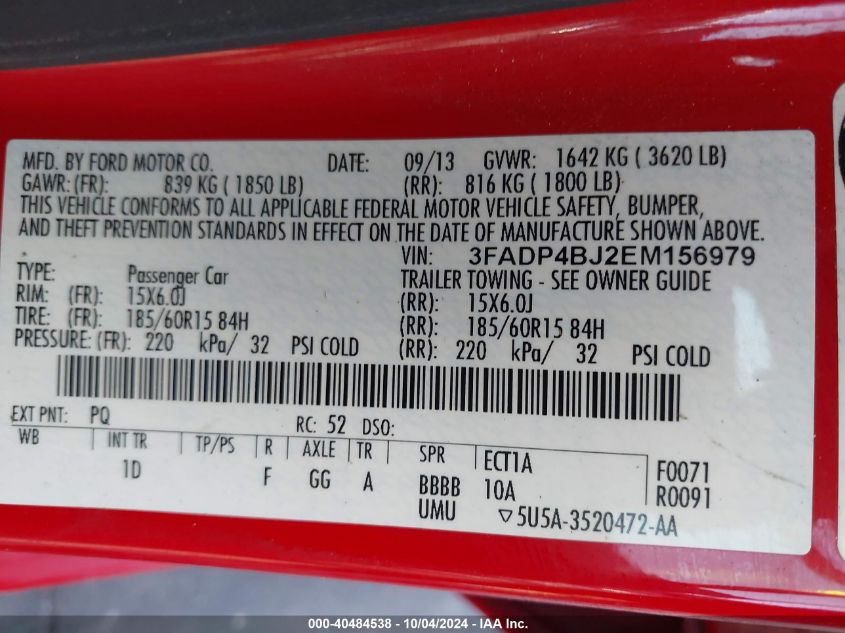 MFD. BY FORD MOTOR CO. DATE: 09/13 GVWR: 1642 KG ( 3620 LB)
GAWR: (FR): 839 KG ( 1850 LB) (RR): 816 KG ( 1800 LB)
THIS VEHICLE CONFORMS TO ALL APPLICABLE FEDERAL MOTOR VEHICLE SAFETY, BUMPER,
AND THEFT PREVENTION STANDARDS IN EFFECT ON THE DATE OF MANUFACTURE SHOWN ABOVE.
VIN: 3FADP4BJ2EM156979
TYPE: Passenger Car TRAILER TOWING - SEE OWNER GUIDE
RIM: (FR): 15X6.0J (RR): 15X6.0J
TIRE: (FR): 185/60R15 84H (RR): 185/60R15 84H
PRESSURE: (FR): 220 kPa/ 32 PSI COLD (RR): 220 kPa/ 32 PSI COLD
EXT PNT: PQ RC: 52 DSO:
WB INT TR TP/PS R AXLE TR SPR ECT1A F0071
1D F GG A BBBB 10A R0091
UMU ▽5U5A-3520472-AA
000-40484538 - 10/04/2024 - IAA Inc.